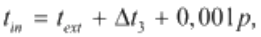 t_in = t_ext + Δt_3 + 0,001p,